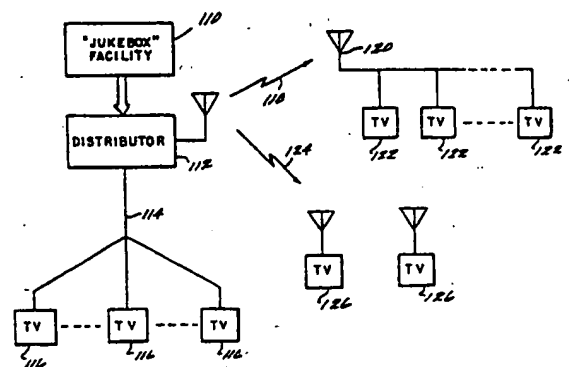 "JUKEBOX"
FACILITY
110
DISTRIBUTOR
112
114
TV
TV
TV
116
116
116
118
120
TV
TV
TV
122
122
122
124
TV
TV
126
126